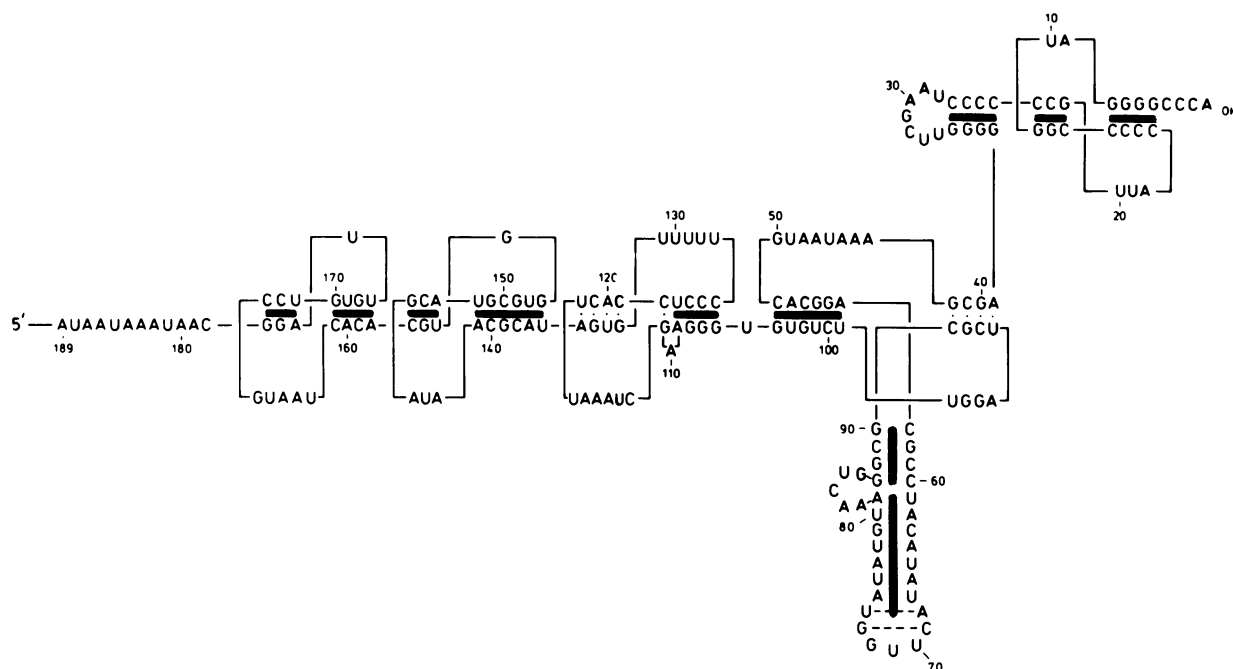 10
UA
30
A A U CCCC CCG GGGGCCCA OH
G C U U GGGG GGC CCCC
UUA
20
U
G
130
UUUUU
50
GUAAUAAA
40
GCGA
170
150
120
CCU GUGU GCA UGCGUG UCAC CUCCC CACGGA
5' AUAAUAAAUAAC GGA CACA CGU ACGCAU AGUG GAGGG U GUGUCU CGCU
189 180 160 140 A 110 100
GUAAU AUA UAAAUC UGGA
90 G C
C G
G C
U G G C 60
C A U
A A U A
80 G C
U A
A U
U A
A U
U A
G C
G U U
70